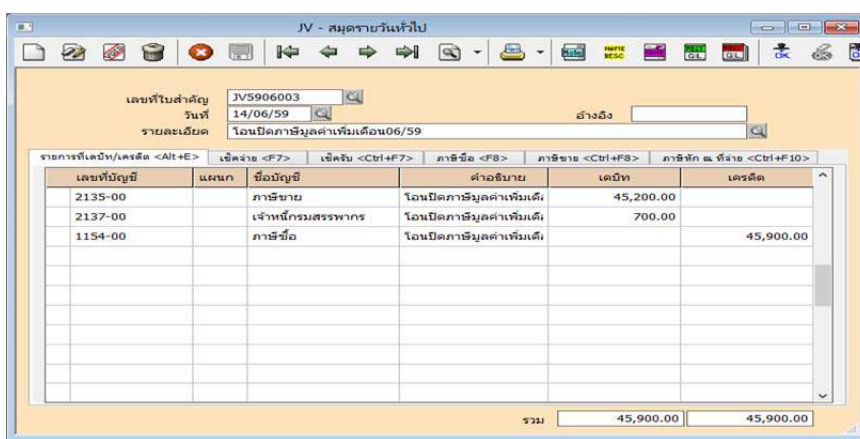 JV - สมุดรายวันทั่วไป
เลขที่ใบสำคัญ JV5906003
วันที่ 14/06/59 อ้างอิง
รายละเอียด โอนปิดภาษีมูลค่าเพิ่มเดือน06/59
รายการที่เดบิท/เครดิต <Alt+E> เช็คจ่าย <F7> เช็ครับ <Ctrl+F7> ภาษีซื้อ <F8> ภาษีขาย <Ctrl+F8> ภาษีหัก ณ ที่จ่าย <Ctrl+F10>
เลขที่บัญชี แผนก ชื่อบัญชี คำอธิบาย เดบิท เครดิต
2135-00 ภาษีขาย โอนปิดภาษีมูลค่าเพิ่มเดื 45,200.00
2137-00 เจ้าหนี้กรมสรรพากร โอนปิดภาษีมูลค่าเพิ่มเดื 700.00
1154-00 ภาษีซื้อ โอนปิดภาษีมูลค่าเพิ่มเดื 45,900.00
รวม 45,900.00 45,900.00